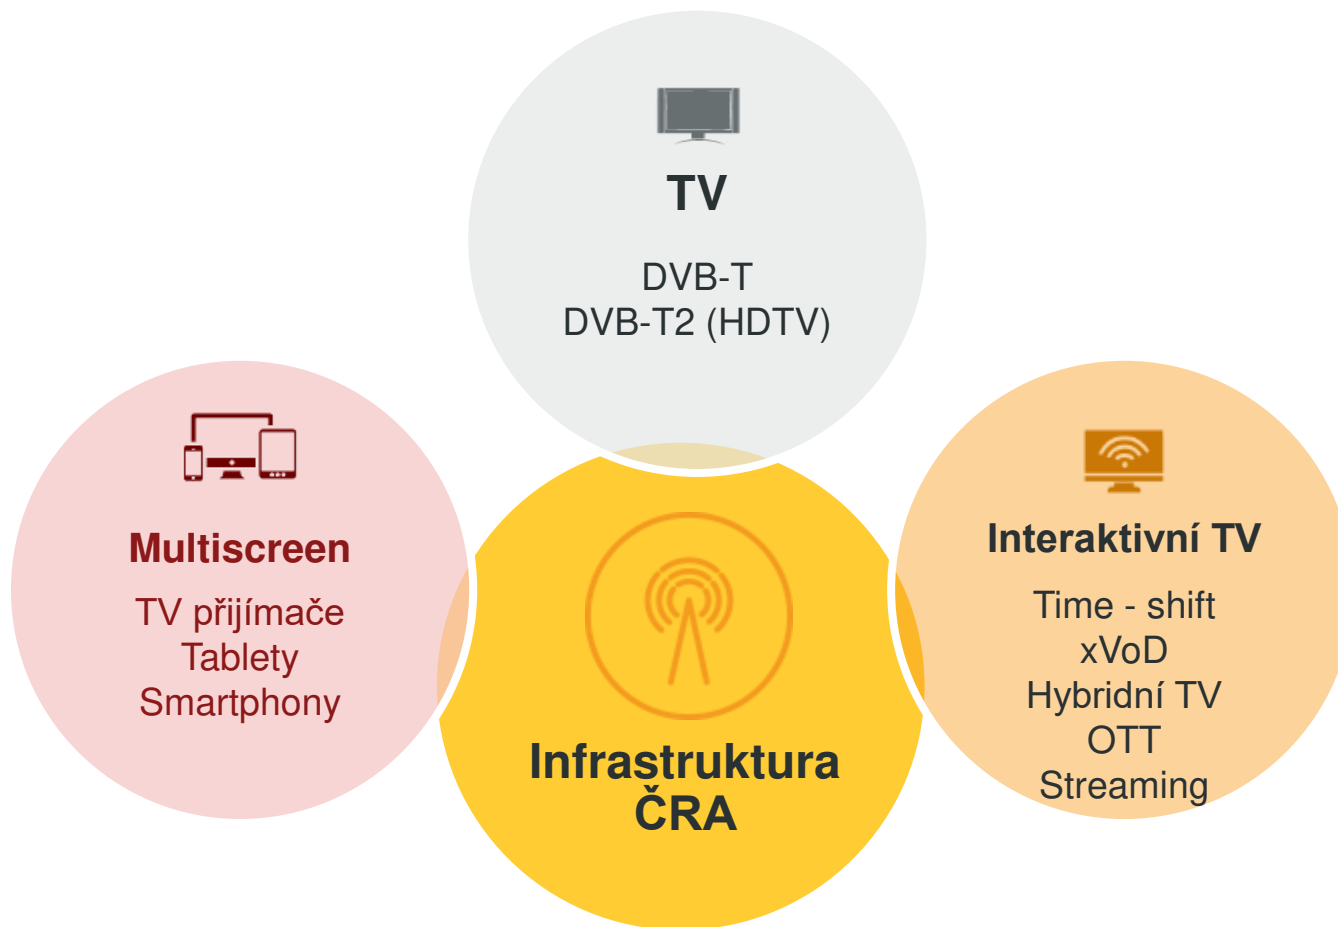 TV
DVB-T
DVB-T2 (HDTV)
Multiscreen
TV přijímače
Tablety
Smartphony
Interaktivní TV
Time - shift
xVoD
Hybridní TV
OTT
Streaming
Infrastruktura
ČRA